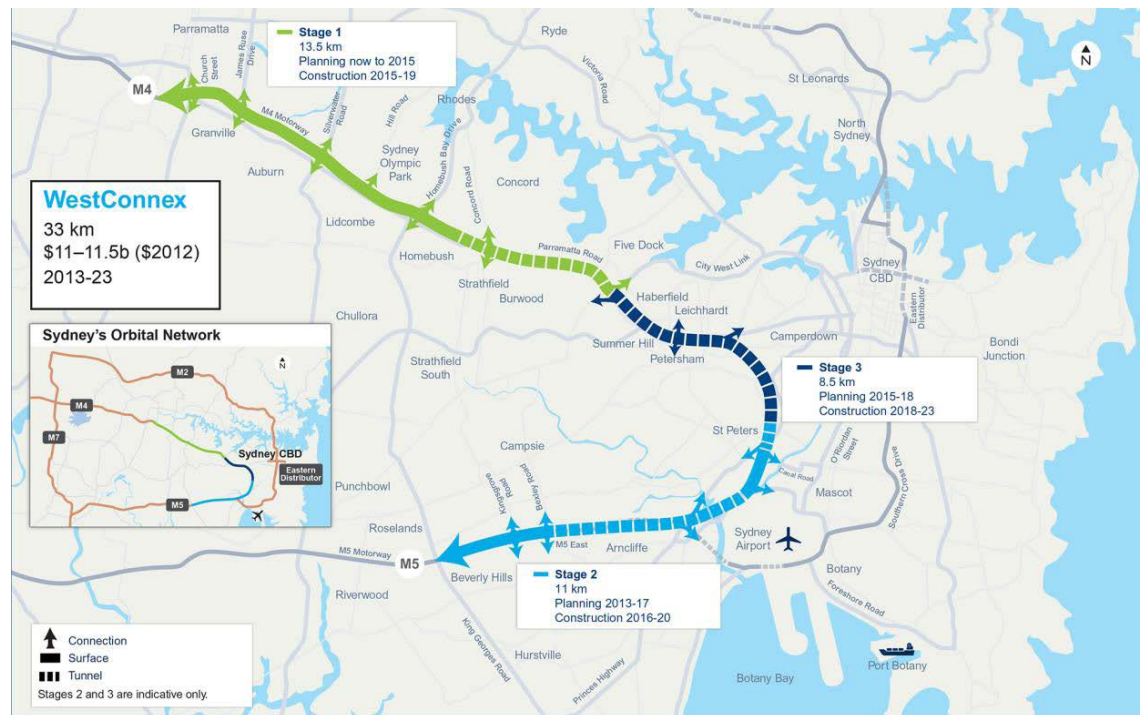 Stage 1
13.5 km
Planning now to 2015
Construction 2015-19
Parramatta
Church
Street
James Ruse
Drive
M4
M4 Motorway
Silverwater
Road
Hill Road
Rhodes
Ryde
Victoria Road
St Leonards
North
Sydney
N
Granville
Auburn
Sydney
Olympic
Park
Homebush Bay Drive
Concord Road
Concord
Lidcombe
Homebush
Parramatta Road
Five Dock
City West Link
Sydney
CBD
Eastern
Distributor
Strathfield
Burwood
Haberfield
Leichhardt
Camperdown
Bondi
Junction
Chullora
Summer Hill
Petersham
Strathfield
South
WestConnex
33 km
$11–11.5b ($2012)
2013-23
Sydney's Orbital Network
N
M2
M4
M7
Sydney CBD
Eastern
Distributor
M5
Stage 3
8.5 km
Planning 2015-18
Construction 2018-23
St Peters
Campsie
Canal Road
O'Riordan
Street
Southern Cross Drive
Mascot
Punchbowl
Kingsgrove
Road
Bexley Road
Roselands
M5 Motorway
M5
M5 East
Arncliffe
Sydney
Airport
Botany
Foreshore Road
Beverly Hills
Riverwood
King Georges Road
Stage 2
11 km
Planning 2013-17
Construction 2016-20
Hurstville
Princes Highway
Botany Bay
Port Botany
Connection
Surface
Tunnel
Stages 2 and 3 are indicative only.